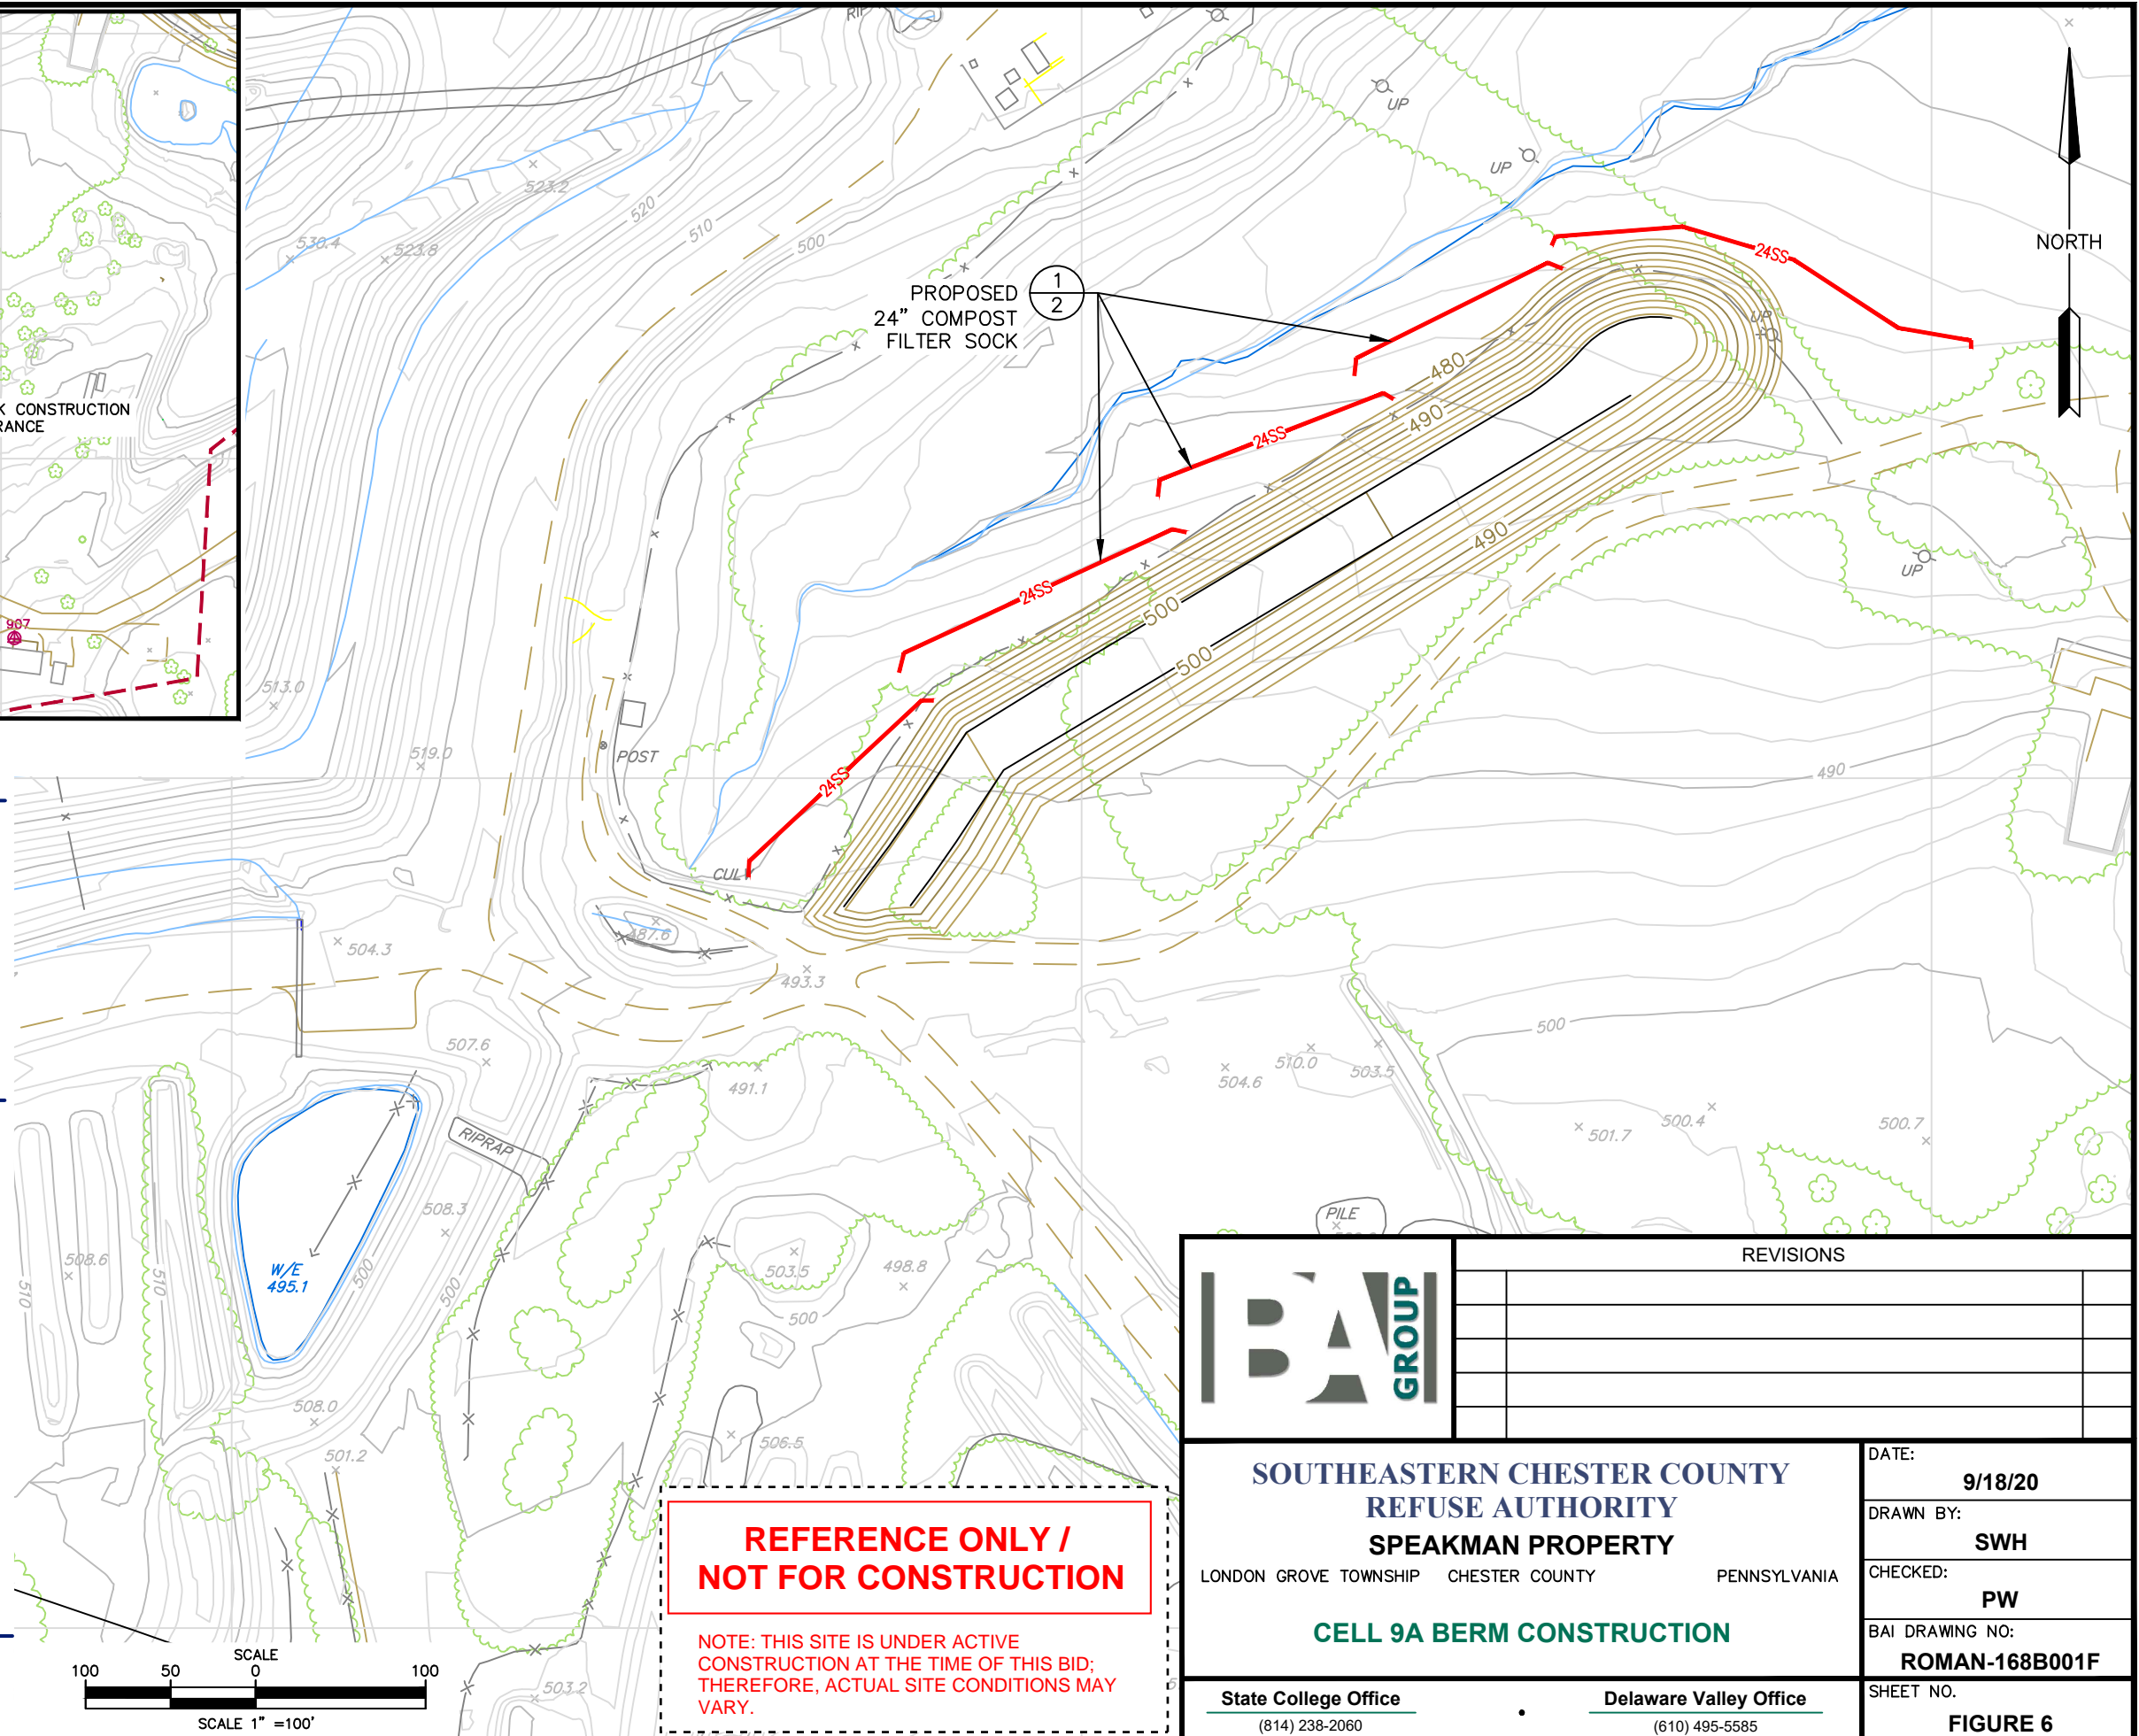 RIP
UP
UP
523.2
520
510
500
530.4
523.8
NORTH
24SS
PROPOSED
24" COMPOST
FILTER SOCK
1
2
UP
480
490
K CONSTRUCTION
RANCE
24SS
490
UP
24SS
500
500
907
513.0
519.0
POST
24SS
490
CUL
487.6
504.3
493.3
500
507.6
491.1
504.6
510.0
503.5
501.7
500.4
500.7
RIPRAP
508.3
PILE
508.6
510
510
W/E
495.1
500
500
503.5
498.8
500
508.0
501.2
506.5
503.2
REFERENCE ONLY /
NOT FOR CONSTRUCTION
NOTE: THIS SITE IS UNDER ACTIVE
CONSTRUCTION AT THE TIME OF THIS BID;
THEREFORE, ACTUAL SITE CONDITIONS MAY
VARY.
SCALE
100 50 0 100
SCALE 1" =100'
BAI GROUP
REVISIONS
SOUTHEASTERN CHESTER COUNTY
REFUSE AUTHORITY
SPEAKMAN PROPERTY
LONDON GROVE TOWNSHIP CHESTER COUNTY PENNSYLVANIA
CELL 9A BERM CONSTRUCTION
DATE:
9/18/20
DRAWN BY:
SWH
CHECKED:
PW
BAI DRAWING NO:
ROMAN-168B001F
SHEET NO.
FIGURE 6
State College Office • Delaware Valley Office
(814) 238-2060 (610) 495-5585